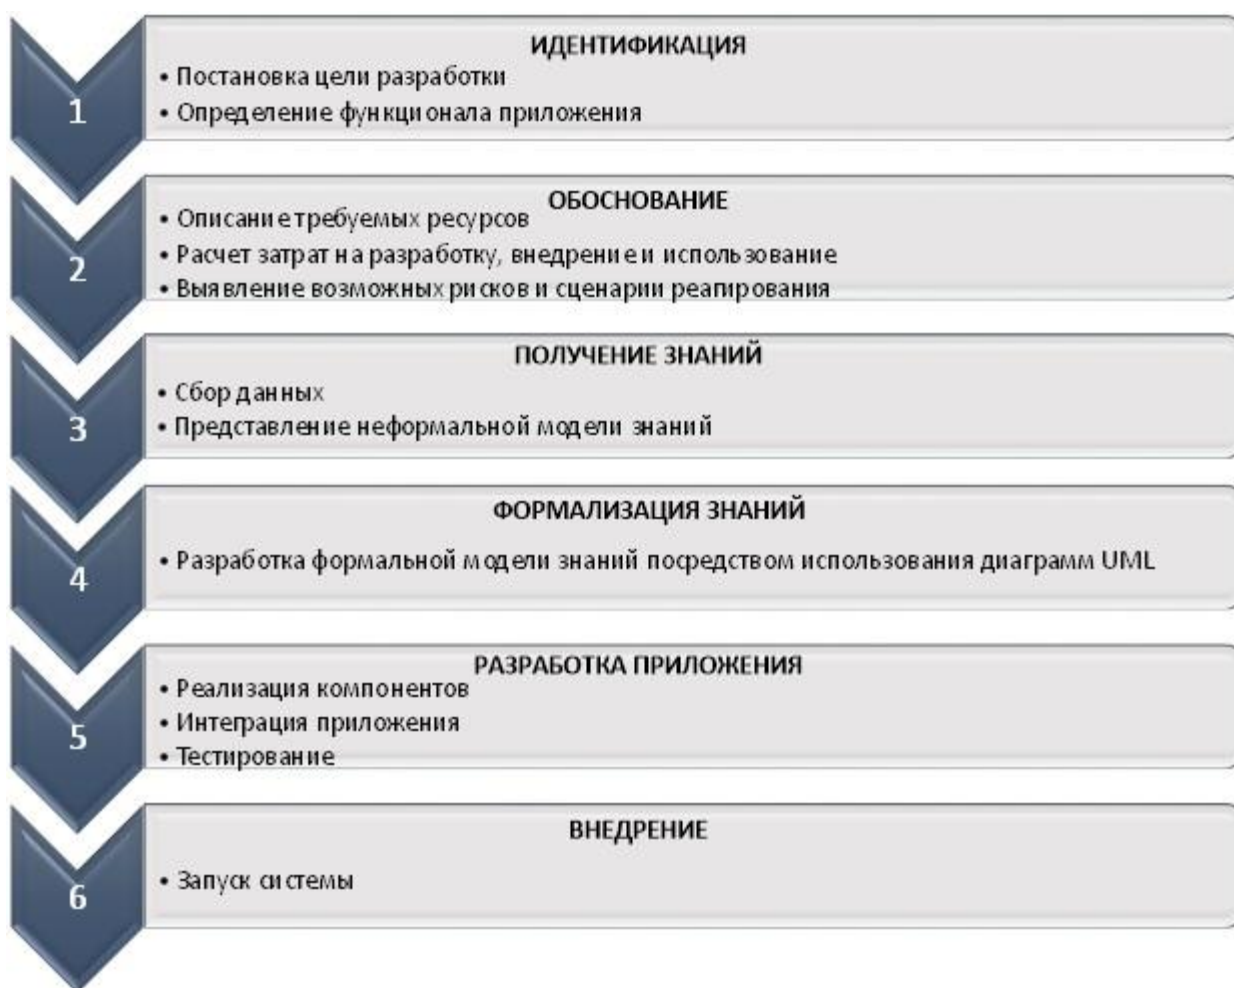 1
ИДЕНТИФИКАЦИЯ
• Постановка цели разработки
• Определение функционала приложения
2
ОБОСНОВАНИЕ
• Описание требуемых ресурсов
• Расчет затрат на разработку, внедрение и использование
• Выявление возможных рисков и сценарии реагирования
3
ПОЛУЧЕНИЕ ЗНАНИЙ
• Сбор данных
• Представление неформальной модели знаний
4
ФОРМАЛИЗАЦИЯ ЗНАНИЙ
• Разработка формальной модели знаний посредством использования диаграмм UML
5
РАЗРАБОТКА ПРИЛОЖЕНИЯ
• Реализация компонентов
• Интеграция приложения
• Тестирование
6
ВНЕДРЕНИЕ
• Запуск системы